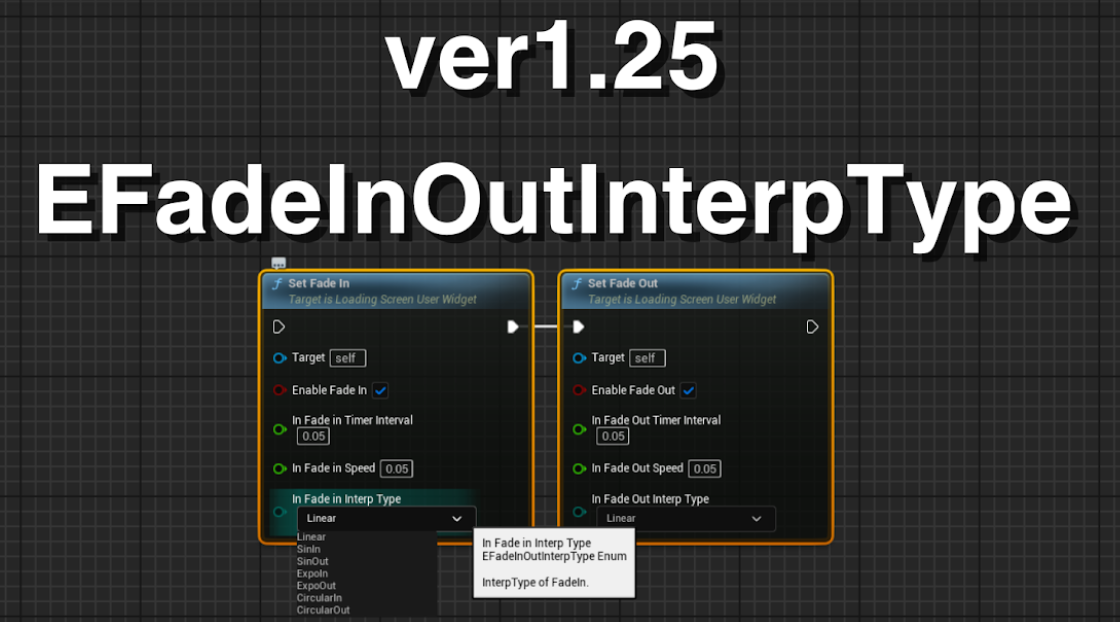 ver1.25
EFadeInOutInterpType
Set Fade In
Target is Loading Screen User Widget
Target self
Enable Fade In
In Fade in Timer Interval
0.05
In Fade in Speed 0.05
In Fade in Interp Type
Linear
Linear
SinIn
SinOut
ExpoIn
ExpoOut
CircularIn
CircularOut
In Fade in Interp Type
EFadeInOutInterpType Enum
InterpType of FadeIn.
Set Fade Out
Target is Loading Screen User Widget
Target self
Enable Fade Out
In Fade Out Timer Interval
0.05
In Fade Out Speed 0.05
In Fade Out Interp Type
Linear